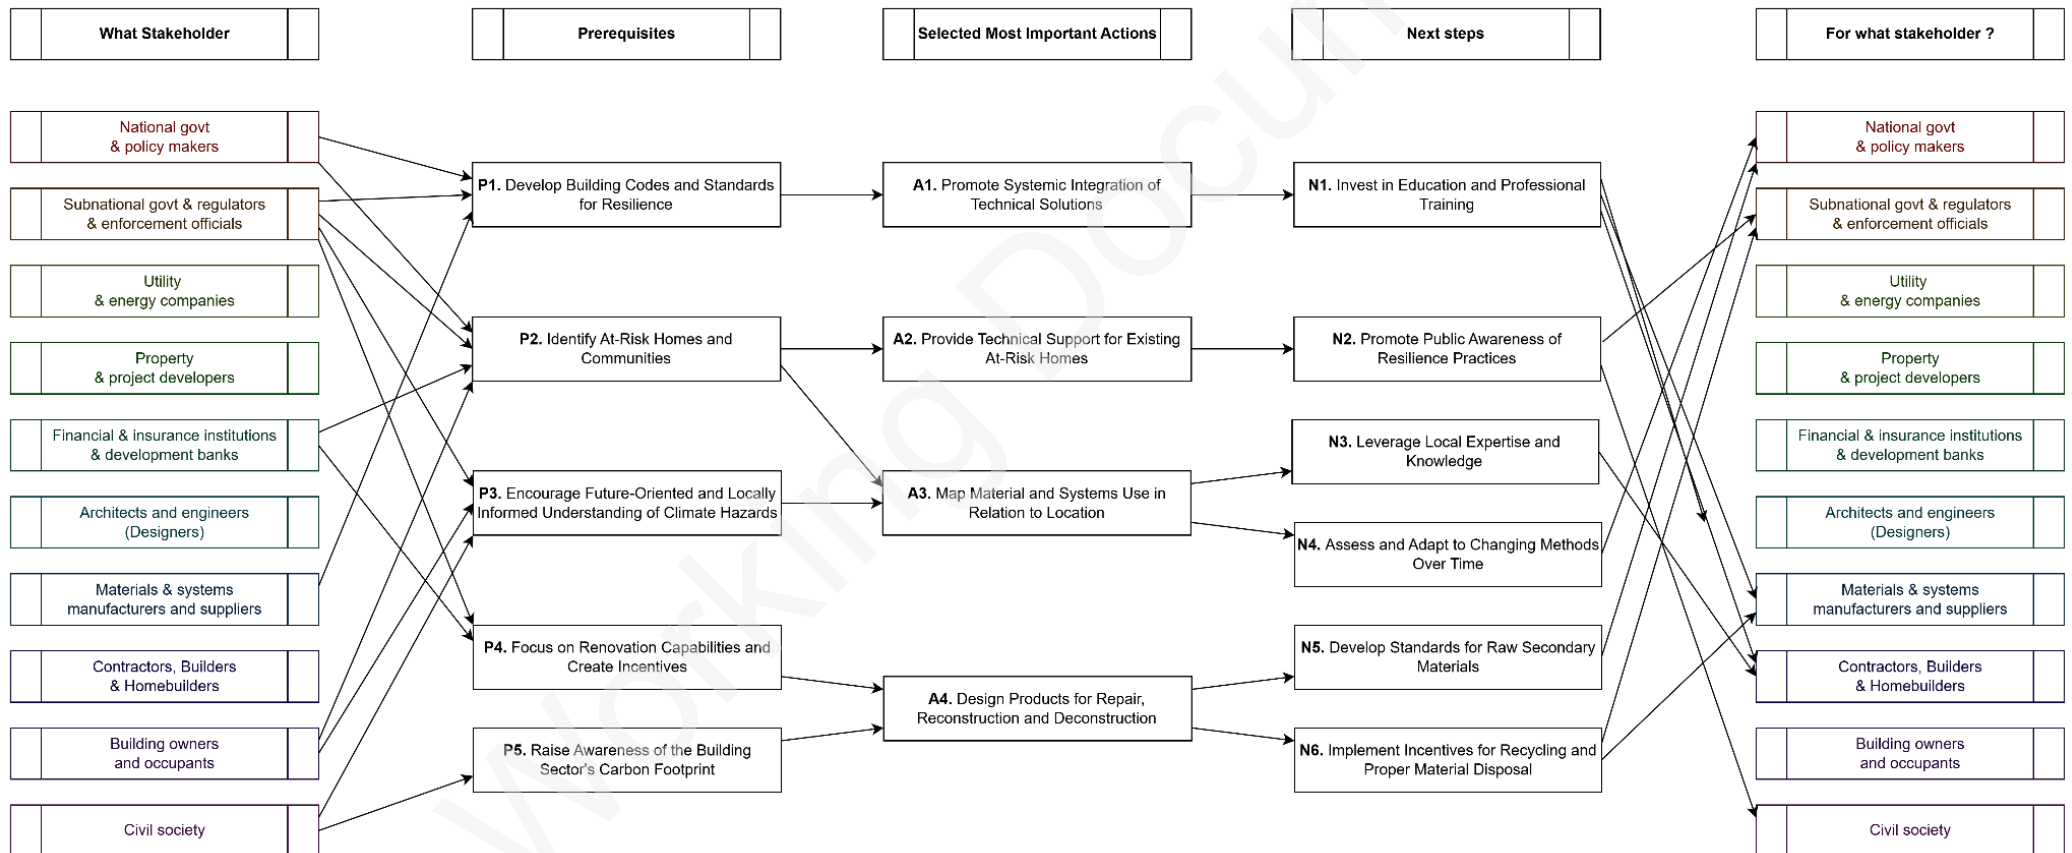 What Stakeholder
Prerequisites
Selected Most Important Actions
Next steps
For what stakeholder ?
National govt
& policy makers
Subnational govt & regulators
& enforcement officials
Utility
& energy companies
Property
& project developers
Financial & insurance institutions
& development banks
Architects and engineers
(Designers)
Materials & systems
manufacturers and suppliers
Contractors, Builders
& Homebuilders
Building owners
and occupants
Civil society
P1. Develop Building Codes and Standards
for Resilience
P2. Identify At-Risk Homes and
Communities
P3. Encourage Future-Oriented and Locally
Informed Understanding of Climate Hazards
P4. Focus on Renovation Capabilities and
Create Incentives
P5. Raise Awareness of the Building
Sector's Carbon Footprint
A1. Promote Systemic Integration of
Technical Solutions
A2. Provide Technical Support for Existing
At-Risk Homes
A3. Map Material and Systems Use in
Relation to Location
A4. Design Products for Repair,
Reconstruction and Deconstruction
N1. Invest in Education and Professional
Training
N2. Promote Public Awareness of
Resilience Practices
N3. Leverage Local Expertise and
Knowledge
N4. Assess and Adapt to Changing Methods
Over Time
N5. Develop Standards for Raw Secondary
Materials
N6. Implement Incentives for Recycling and
Proper Material Disposal
National govt
& policy makers
Subnational govt & regulators
& enforcement officials
Utility
& energy companies
Property
& project developers
Financial & insurance institutions
& development banks
Architects and engineers
(Designers)
Materials & systems
manufacturers and suppliers
Contractors, Builders
& Homebuilders
Building owners
and occupants
Civil society
Working Docum